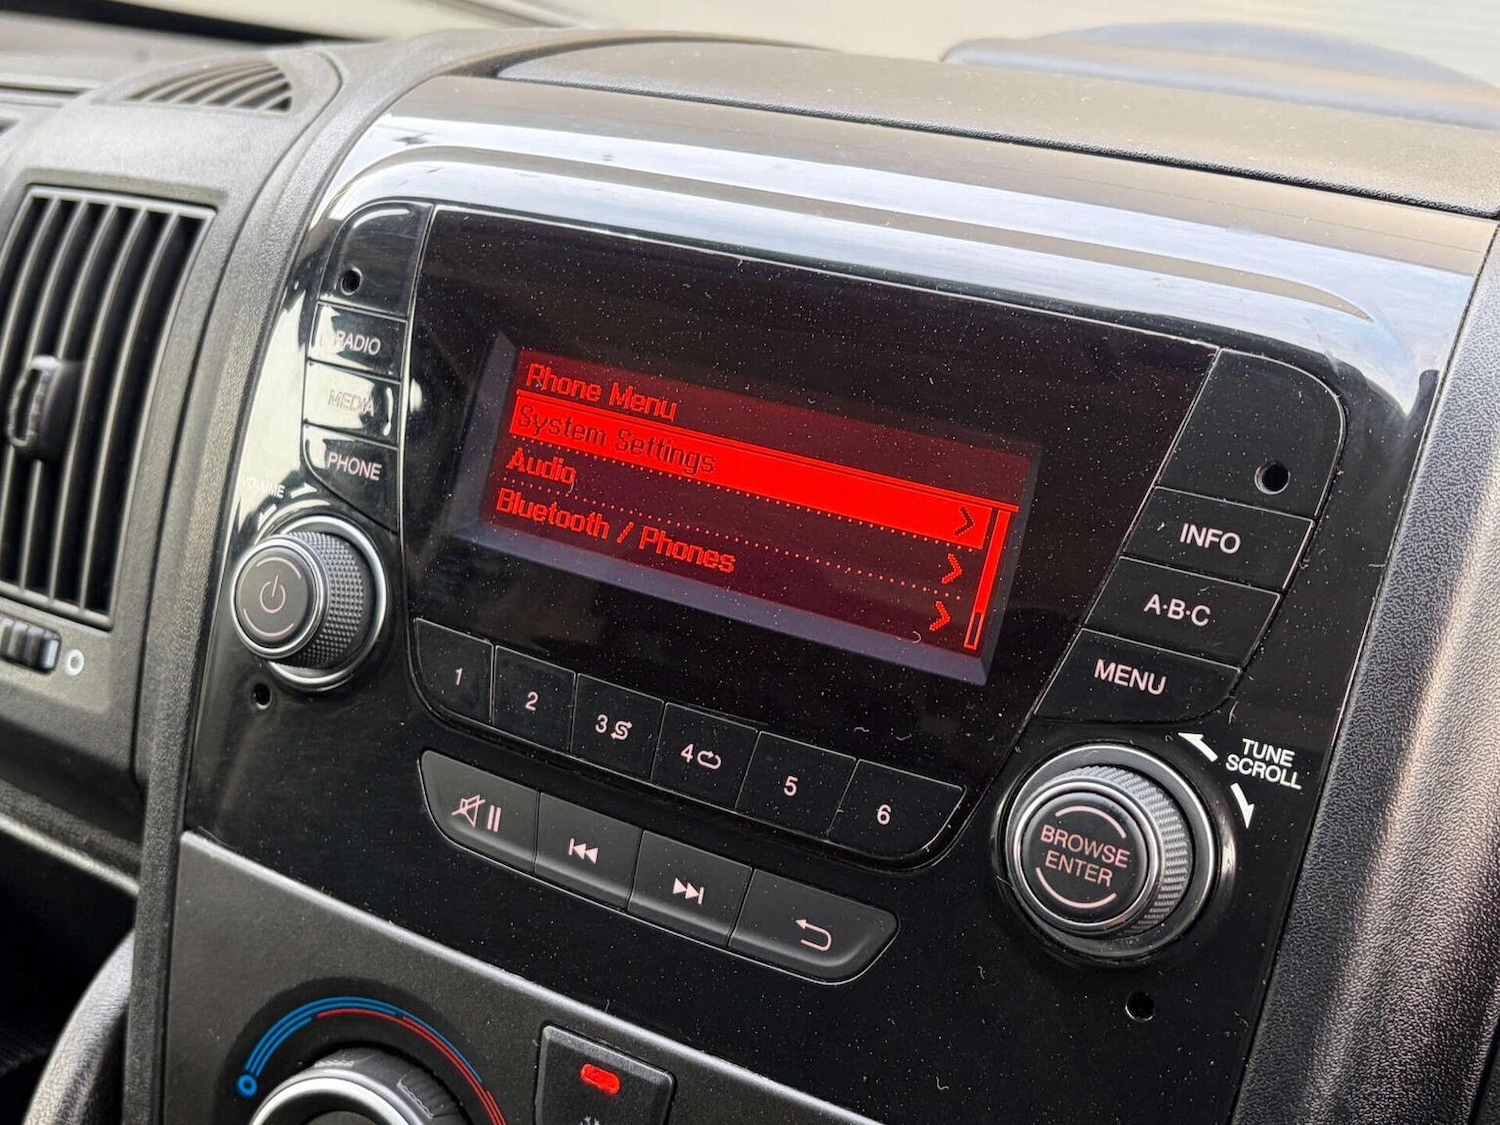 Phone Menu
System Settings
Audio
Bluetooth / Phones
RADIO
MEDIA
PHONE
VOLUME
INFO
A·B·C
MENU
1
2
3
4
5
6
TUNE
SCROLL
BROWSE
ENTER